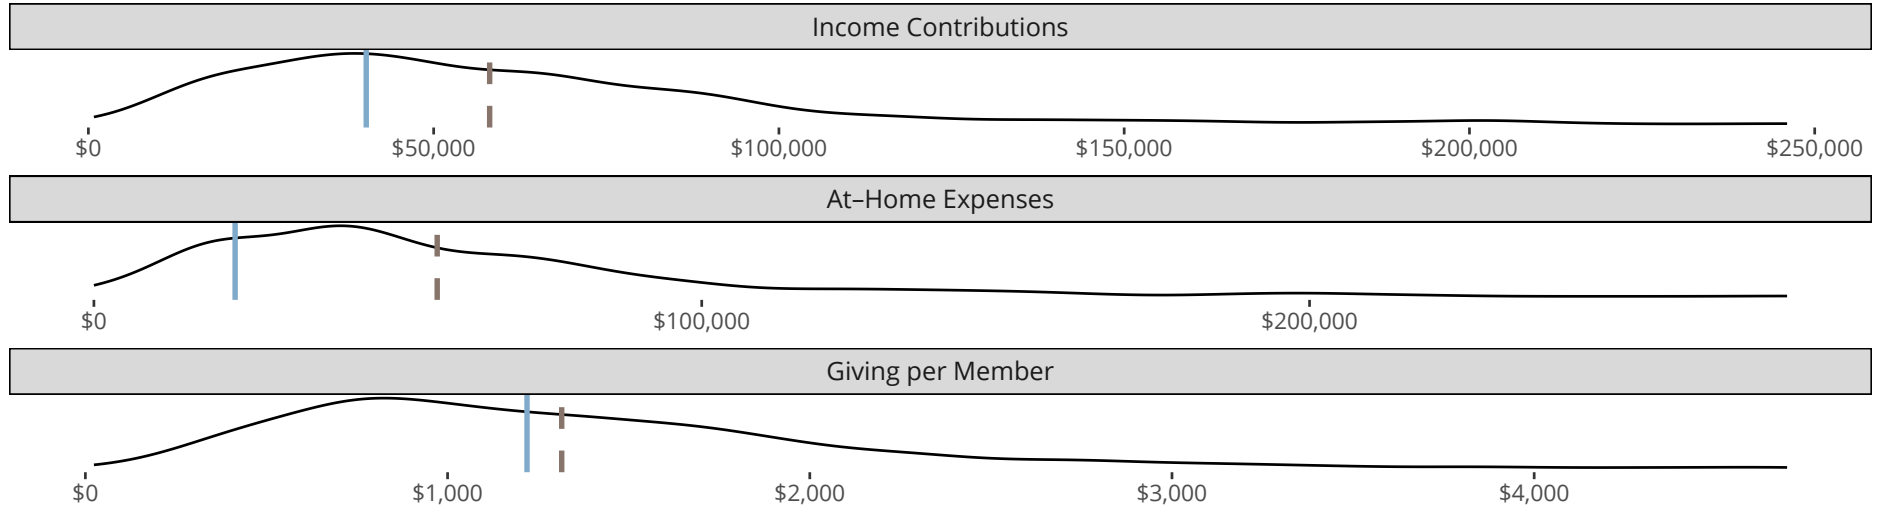 Income Contributions
$0 $50,000 $100,000 $150,000 $200,000 $250,000
At–Home Expenses
$0 $100,000 $200,000
Giving per Member
$0 $1,000 $2,000 $3,000 $4,000